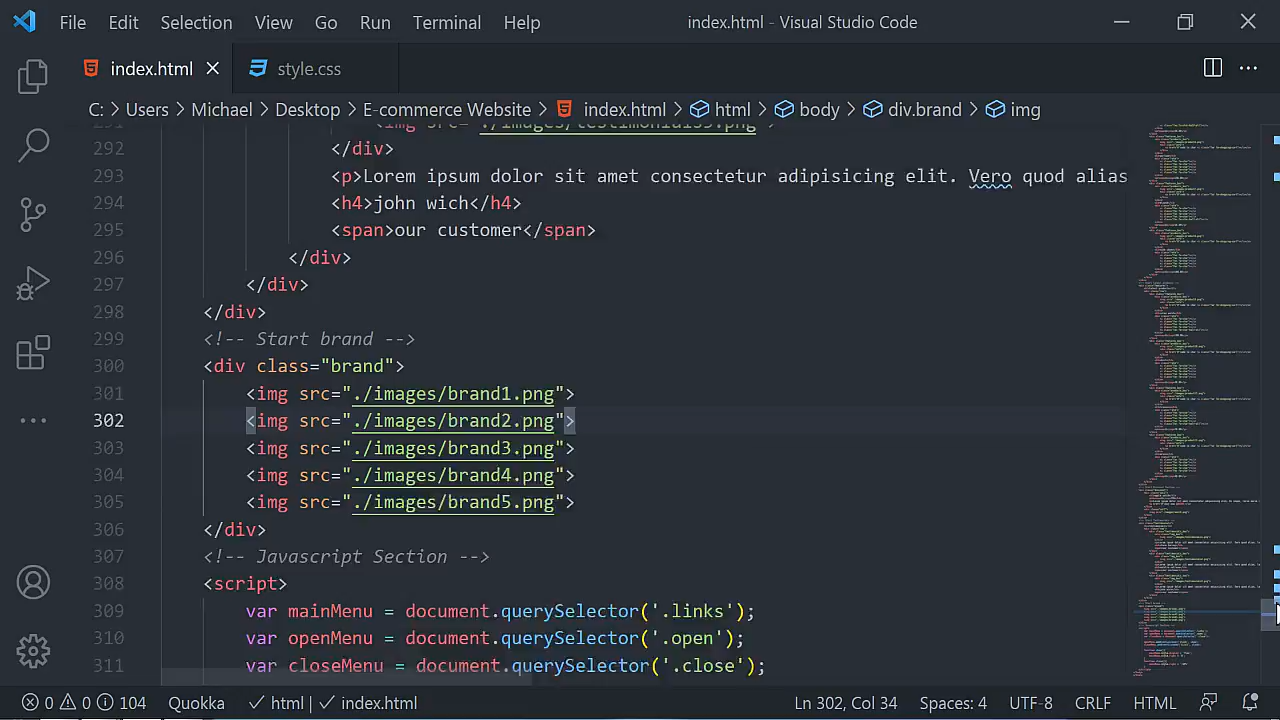 File Edit Selection View Go Run Terminal Help index.html - Visual Studio Code
index.html style.css
C: > Users > Michael > Desktop > E-commerce Website > index.html > html > body > div.brand > img
292 </div>
293 <p>Lorem ipsum dolor sit amet consectetur adipisicing elit. Vero quod alias
294 <h4>join wick</h4>
295 <span>our customer</span>
296 </div>
297 </div>
298 </div>
299 <!-- Start brand -->
300 <div class="brand">
301 <img src="./images/brand1.png">
302 <img src="./images/brand2.png">
303 <img src="./images/brand3.png">
304 <img src="./images/brand4.png">
305 <img src="./images/brand5.png">
306 </div>
307 <!-- Javascript Section
308 <script>
309 var mainMenu = document.querySelector('.links');
310 var openMenu = document.querySelector('.open');
311 var closeMenu = document.querySelector('.close');
0 0 104 Quokka html | index.html Ln 302, Col 34 Spaces: 4 UTF-8 CRLF HTML